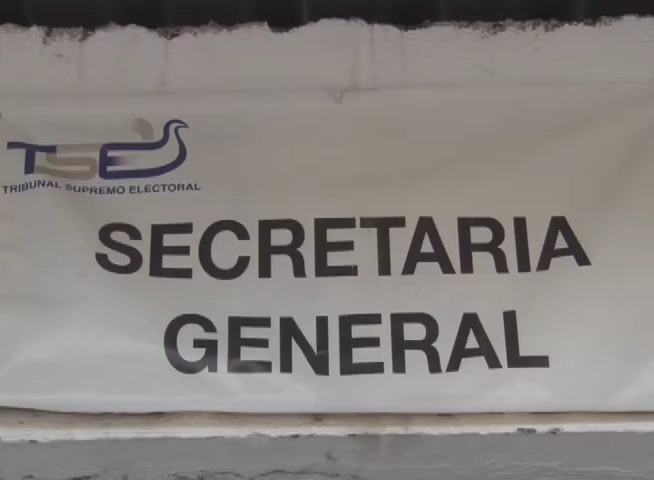 TSE
TRIBUNAL SUPREMO ELECTORAL
SECRETARIA
GENERAL